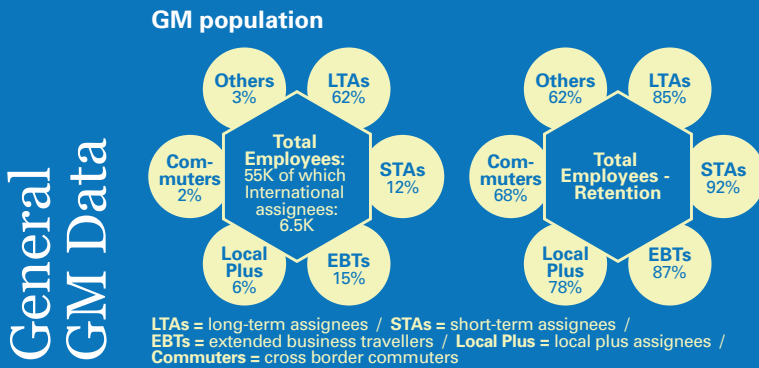 General
GM Data
GM population
Others
3%
LTAs
62%
Com-
muters
2%
Total
Employees:
55K of which
International
assignees:
6.5K
STAs
12%
Local
Plus
6%
EBTs
15%
Others
62%
LTAs
85%
Com-
muters
68%
Total
Employees -
Retention
STAs
92%
Local
Plus
78%
EBTs
87%
LTAs = long-term assignees / STAs = short-term assignees /
EBTs = extended business travellers / Local Plus = local plus assignees /
Commuters = cross border commuters